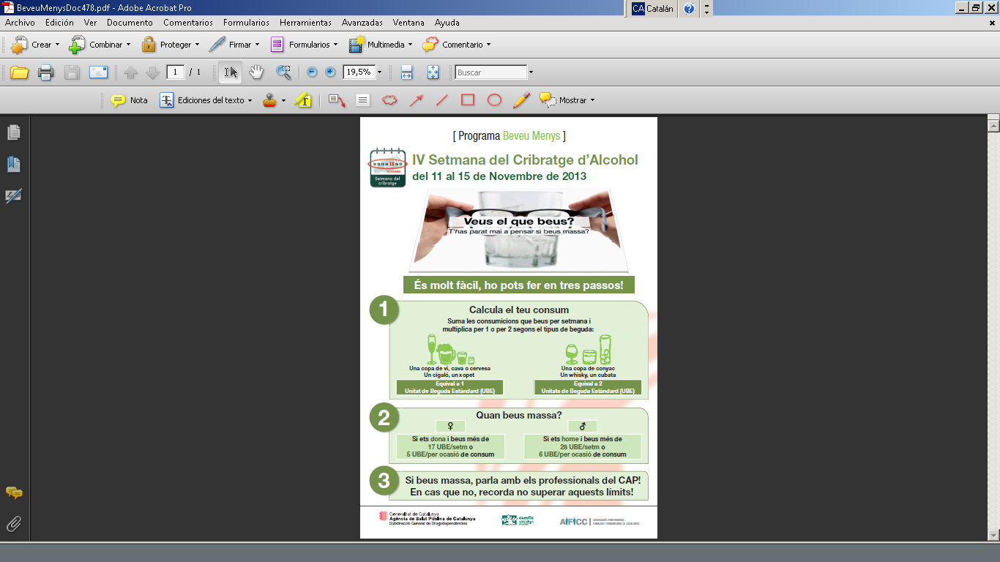 BeveuMenysDoc478.pdf - Adobe Acrobat Pro
CA Catalán
Archivo Edición Ver Documento Comentarios Formularios Herramientas Avanzadas Ventana Ayuda
Crear Combinar Proteger Firmar Formularios Multimedia Comentario
1 / 1 19,5% Buscar
Nota Ediciones del texto Mostrar
[ Programa Beveu Menys ]
IV Setmana del Cribratge d'Alcohol
del 11 al 15 de Novembre de 2013
NOVEMBRE
Setmana del
cribratge
Veus el que beus?
T'has parat mai a pensar si beus massa?
És molt fàcil, ho pots fer en tres passos!
1
Calcula el teu consum
Suma les consumicions que beus per setmana i
multiplica per 1 o per 2 segons el tipus de beguda:
Una copa de vi, cava o cervesa
Un cigaló, un xopet
Equival a 1
Unitat de Beguda Estàndard (UBE)
Una copa de conyac
Un whisky, un cubata
Equival a 2
Unitats de Beguda Estàndard (UBE)
2
Quan beus massa?
♀
Si ets dona i beus més de
17 UBE/setm o
5 UBE/per ocasió de consum
♂
Si ets home i beus més de
28 UBE/setm o
6 UBE/per ocasió de consum
3
Si beus massa, parla amb els professionals del CAP!
En cas que no, recorda no superar aquests límits!
Generalitat de Catalunya
Agència de Salut Pública de Catalunya
Subdirecció General de Drogodependències
camfic
AIFICC